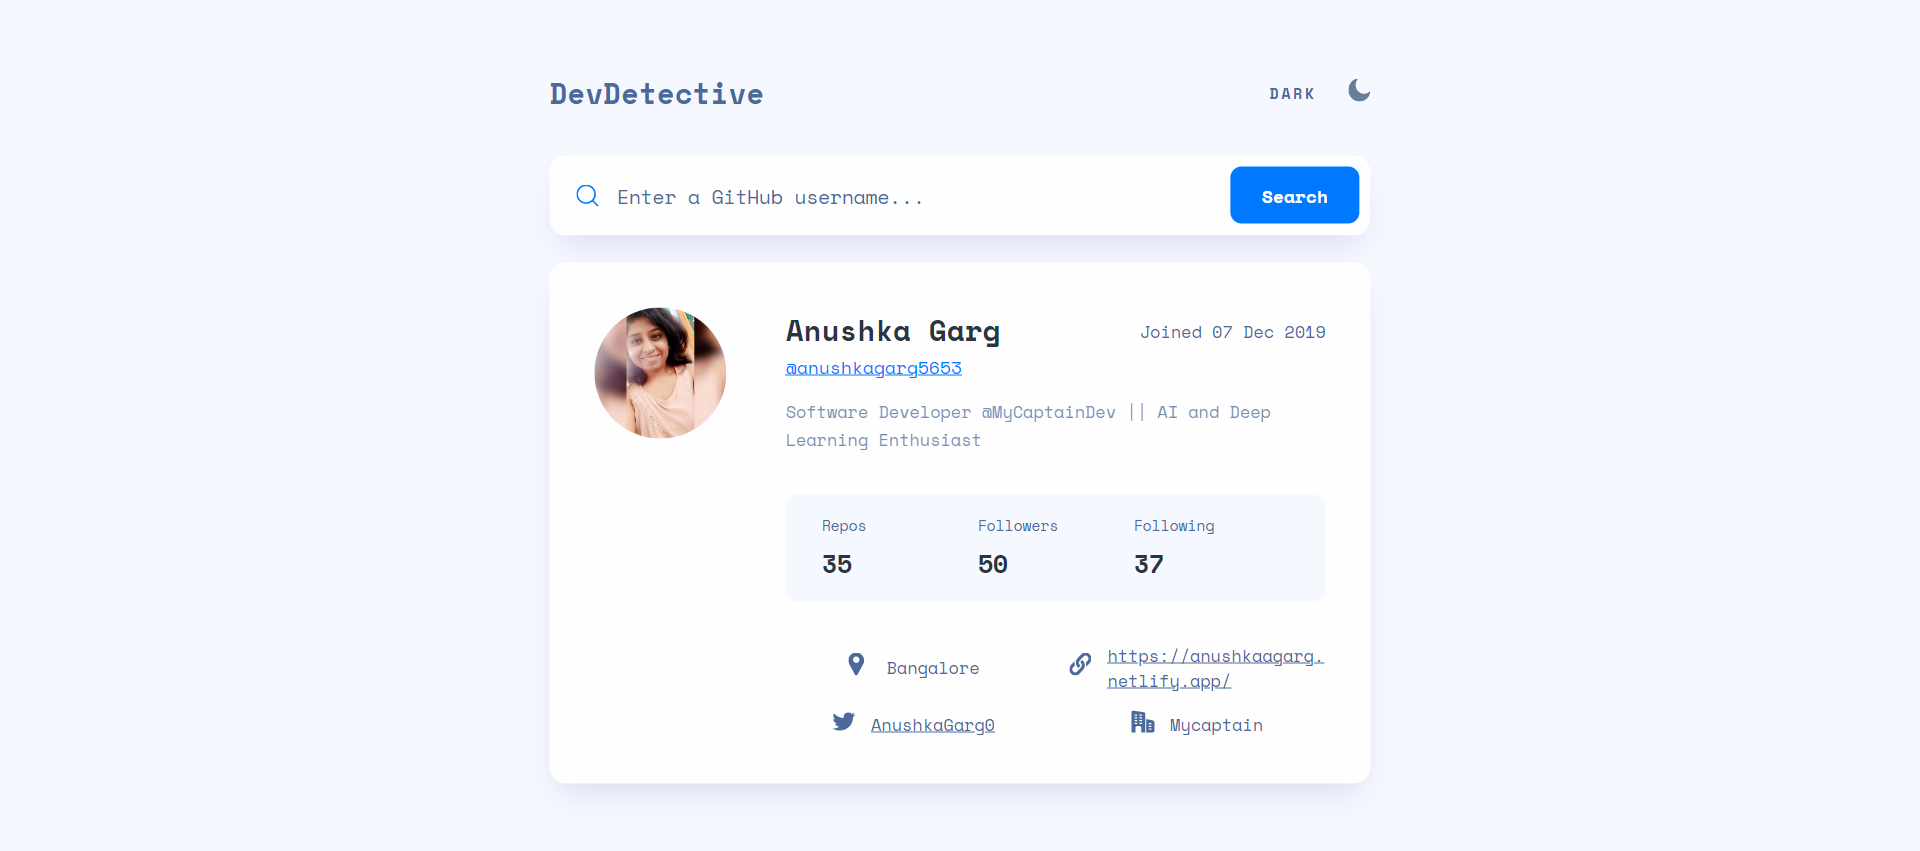 DevDetective
DARK
Enter a GitHub username...
Search
Anushka Garg
Joined 07 Dec 2019
@anushkagarg5653
Software Developer @MyCaptainDev || AI and Deep
Learning Enthusiast
Repos Followers Following
35 50 37
Bangalore
https://anushkaagarg.
netlify.app/
AnushkaGarg0
Mycaptain